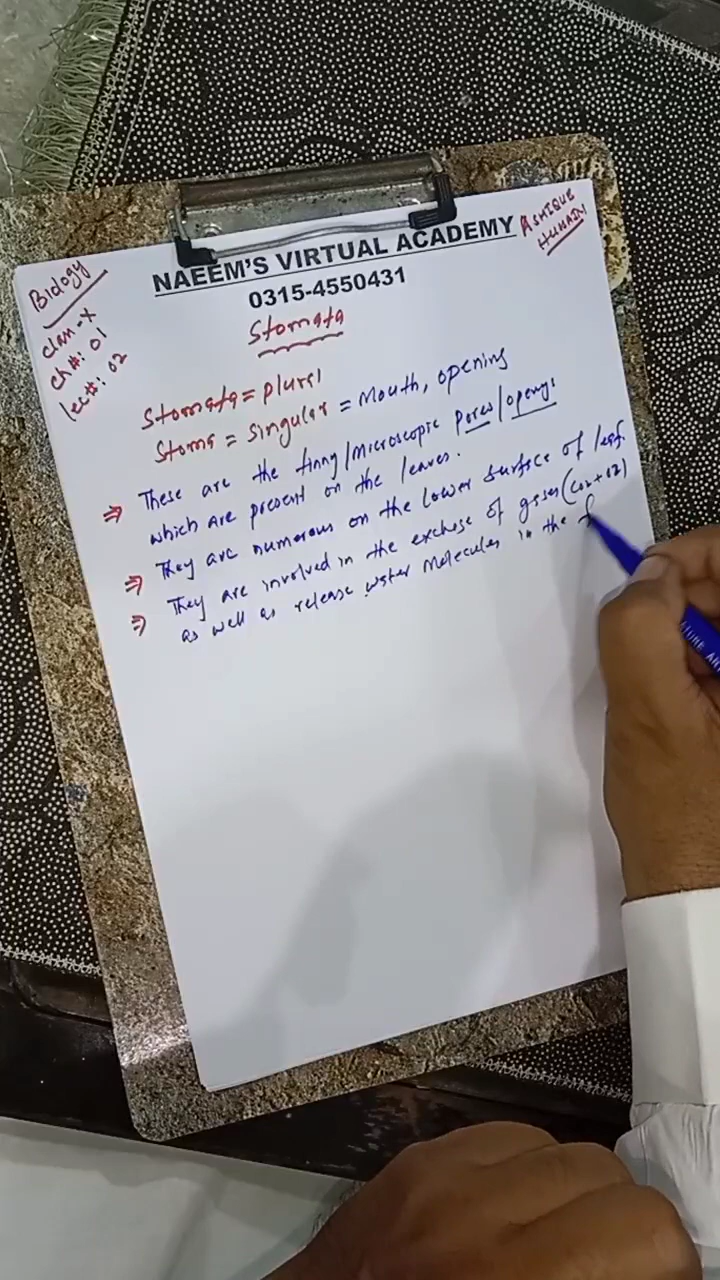 Biology
class-X
ch#: 01
lec#: 02
NAEEM'S VIRTUAL ACADEMY
0315-4550431
ASHIQUE
HUSAIN
Stomata
Stomata = plural
Stoma = singular = Mouth, opening
⇒ These are the tinny/microscopic pores/openings
which are present on the leaves.
⇒ They are numerous on the lower surface of leaf.
⇒ They are involved in the exchase of gases (CO2 + O2)
as well as release water molecules in the f